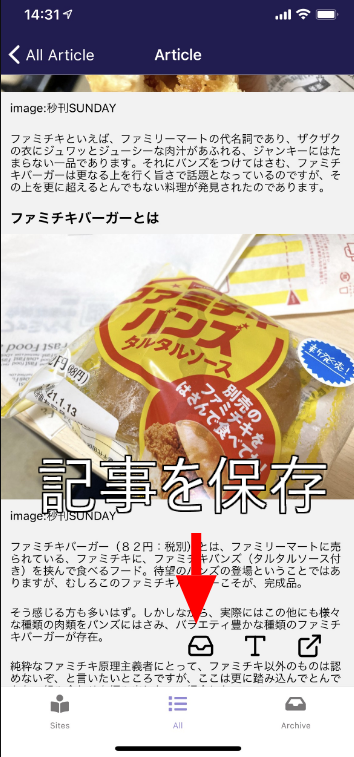 14:31
All Article
Article
image:秒刊SUNDAY
ファミチキといえば、ファミリーマートの代名詞であり、ザクザク
の衣にジュワッとジューシーな肉汁があふれる、ジャンキーにはた
まらない一品であります。それにバンズをつけてはさむ、ファミチ
キバーガーは更なる上を行く旨さで話題となっているのですが、そ
の上を更に超えるとんでもない料理が発見されたのであります。
ファミチキバーガーとは
ファミチキ
バンズ
タルタルソース
別売の
ファミチキを
はさんで食べて
Fast Food
21.1.13
記事を保存
image:秒刊SUNDAY
ファミチキバーガー(82円:税別)とは、ファミリーマートに売
られている、ファミチキに、ファミチキバンズ(タルタルソース付
き)を挟んで食べるフード。待望のバンズの登場ということではあ
りますが、むしろこのファミチキバ
こそが、完成品。
そう感じる方も多いはず。しかしながら、実際にはこの他にも様々
な種類の肉類をバンズにはさみ、バラエティ豊かな種類のファミチ
キバーガーが存在。
純粋なファミチキ原理主義者にとって、ファミチキ以外のものは認
めないぞ、と言いたいところですが、ここは更に踏み込んでとんで
Sites
All
Archive